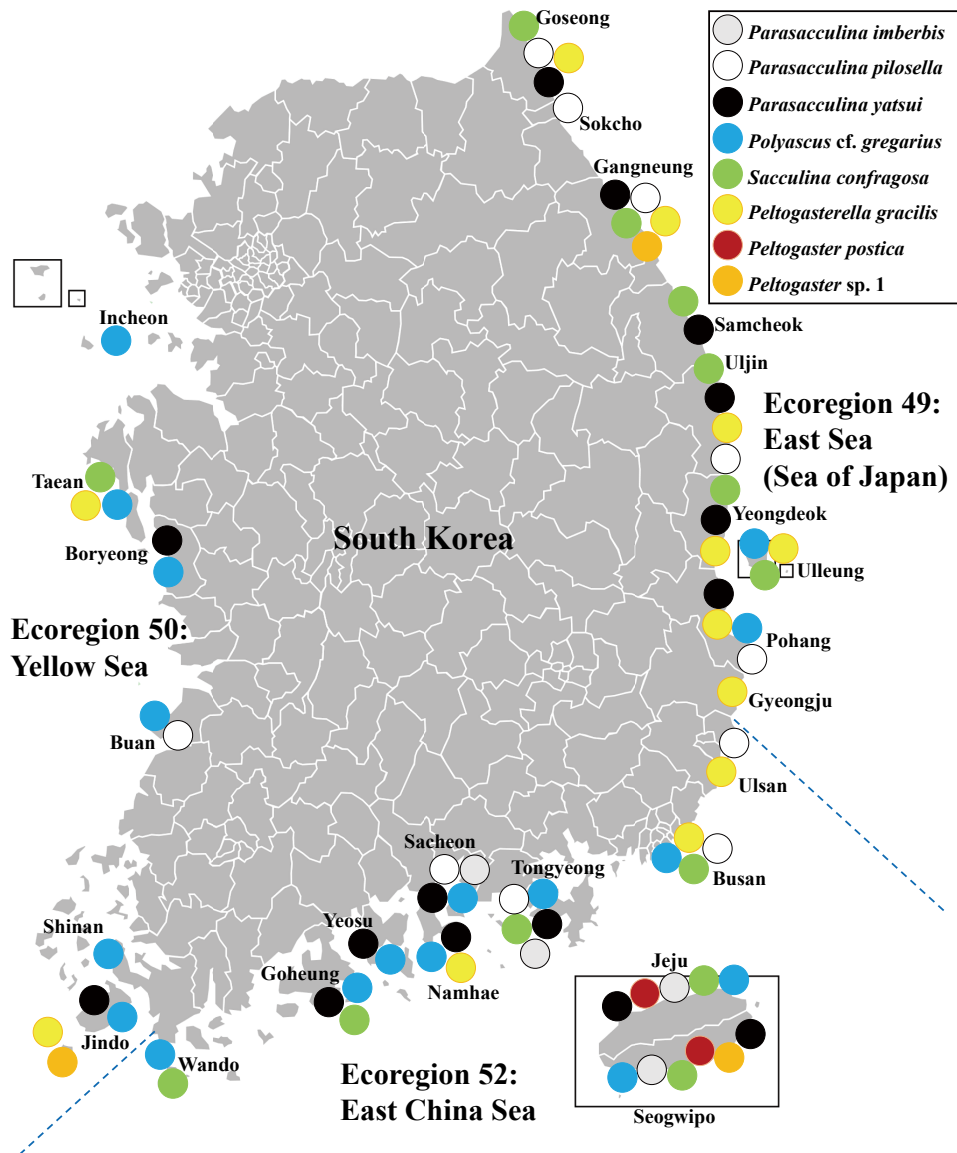 Goseong
Parasacculina imberbis
Parasacculina pilosella
Parasacculina yatsui
Polyascus cf. gregarius
Sacculina confragosa
Peltogasterella gracilis
Peltogaster postica
Peltogaster sp. 1
Sokcho
Gangneung
Incheon
Samcheok
Uljin
Ecoregion 49:
East Sea
(Sea of Japan)
Taean
Yeongdeok
Boryeong
South Korea
Ulleung
Ecoregion 50:
Yellow Sea
Pohang
Gyeongju
Buan
Ulsan
Sacheon
Tongyeong
Busan
Yeosu
Shinan
Goheung
Namhae
Jeju
Jindo
Wando
Ecoregion 52:
East China Sea
Seogwipo